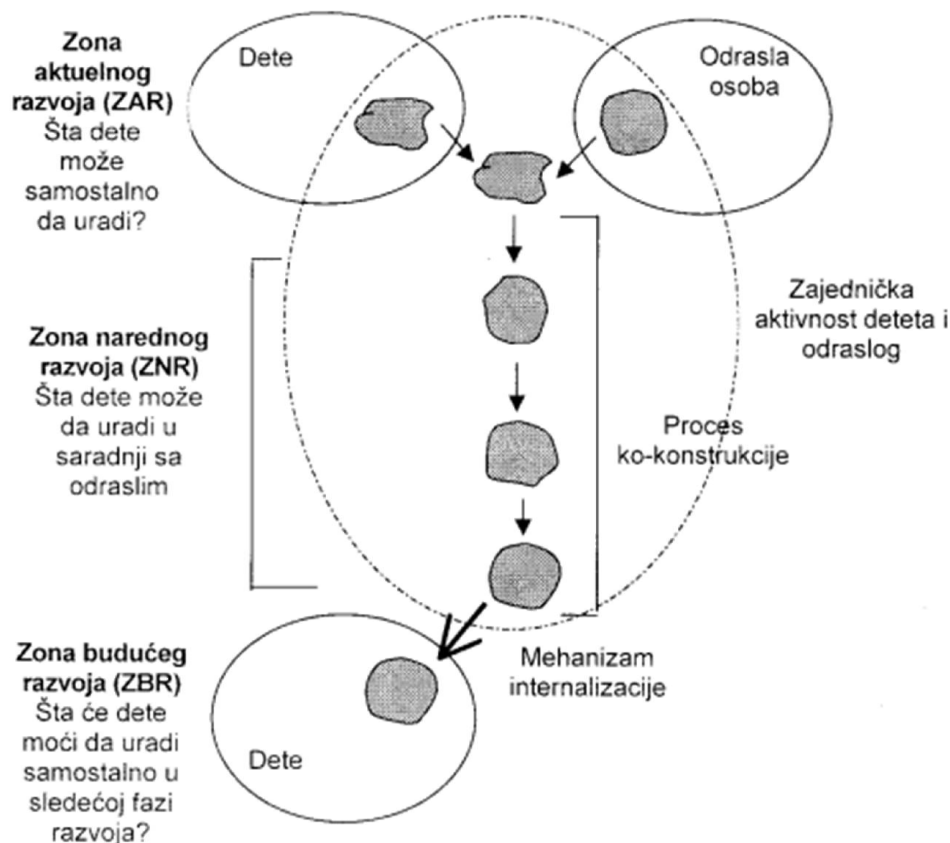 Zona
aktuelnog
razvoja (ZAR)
Šta dete
može
samostalno
da uradi?
Dete
Odrasla
osoba
Zona narednog
razvoja (ZNR)
Šta dete može
da uradi u
saradnji sa
odraslim
Zajednička
aktivnost deteta i
odraslog
Proces
ko-konstrukcije
Zona budućeg
razvoja (ZBR)
Šta će dete
moći da uradi
samostalno u
sledećoj fazi
razvoja?
Mehanizam
internalizacije
Dete